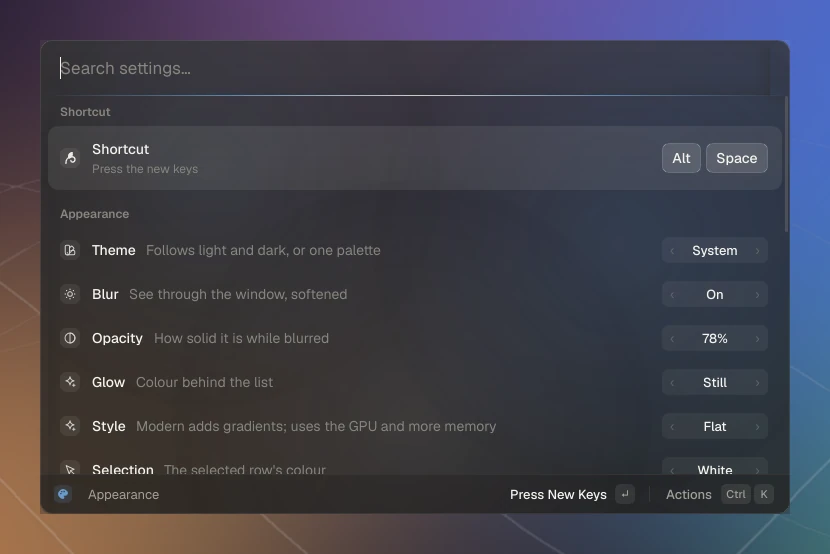 Search settings...
Shortcut
Shortcut
Press the new keys
Alt Space
Appearance
Theme Follows light and dark, or one palette System
Blur See through the window, softened On
Opacity How solid it is while blurred 78%
Glow Colour behind the list Still
Style Modern adds gradients; uses the GPU and more memory Flat
Selection The selected row's colour White
Appearance Press New Keys Actions Ctrl K